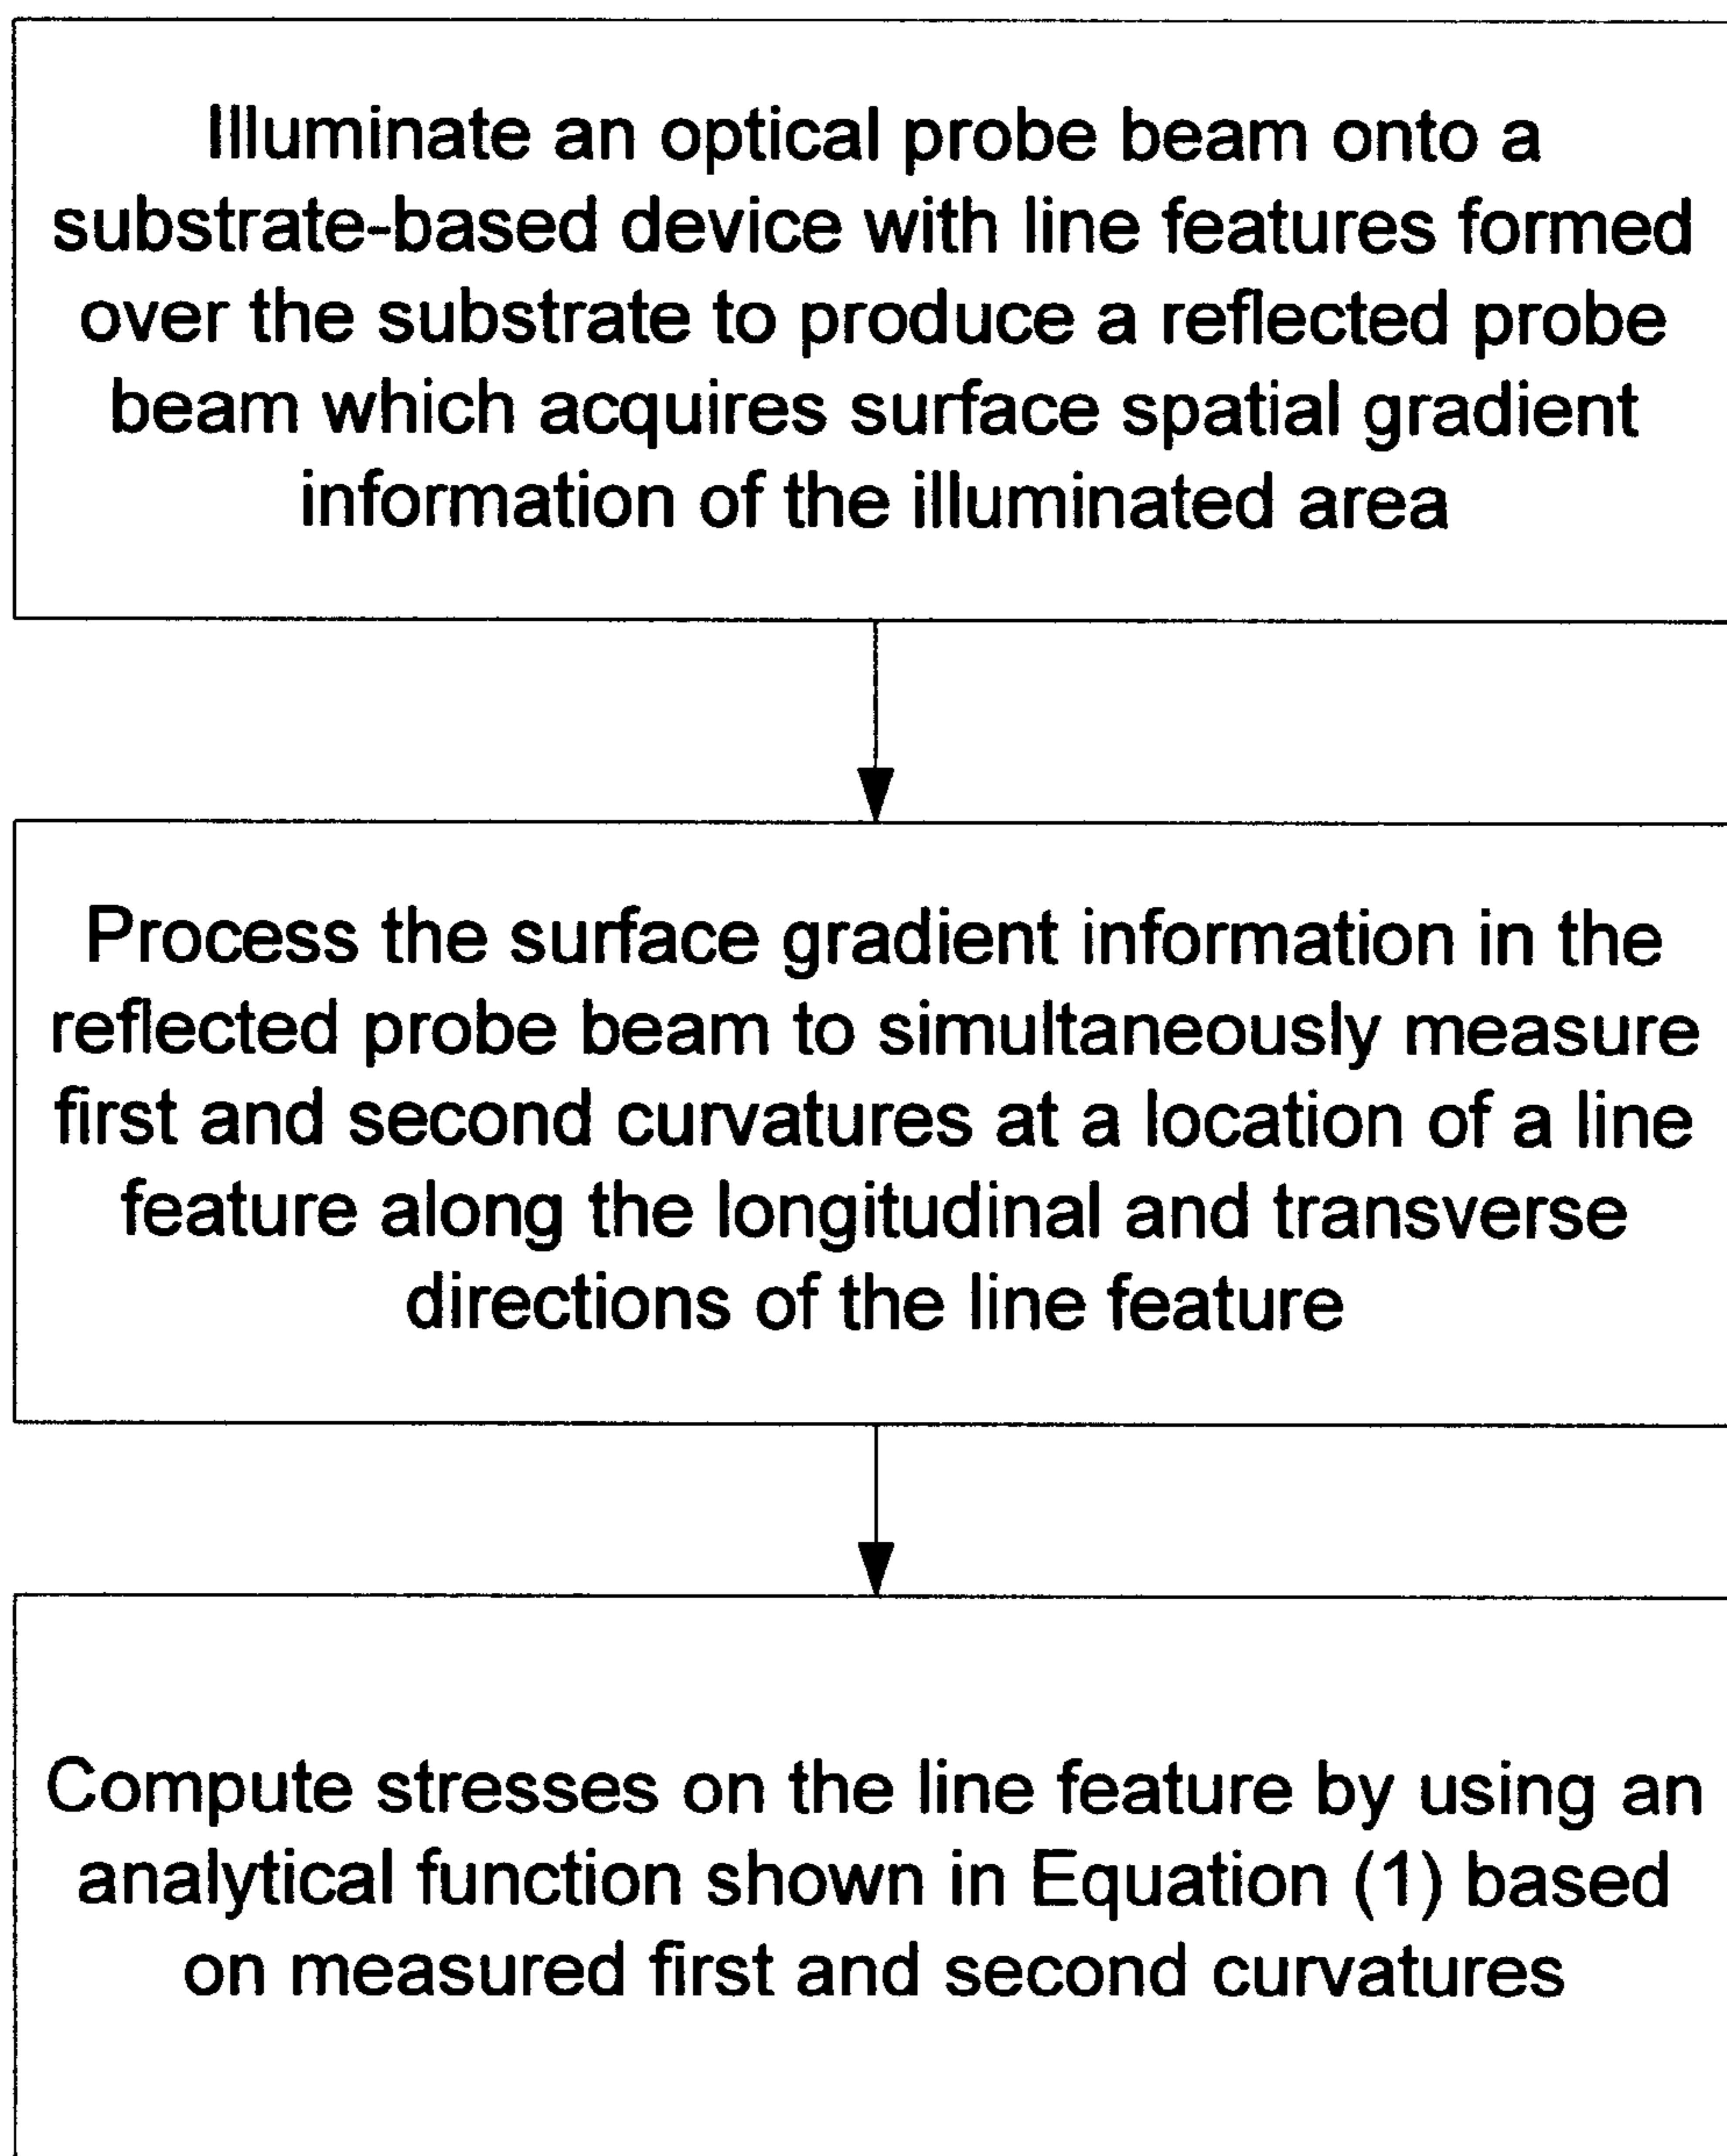 Illuminate an optical probe beam onto a
substrate-based device with line features formed
over the substrate to produce a reflected probe
beam which acquires surface spatial gradient
information of the illuminated area
Process the surface gradient information in the
reflected probe beam to simultaneously measure
first and second curvatures at a location of a line
feature along the longitudinal and transverse
directions of the line feature
Compute stresses on the line feature by using an
analytical function shown in Equation (1) based
on measured first and second curvatures